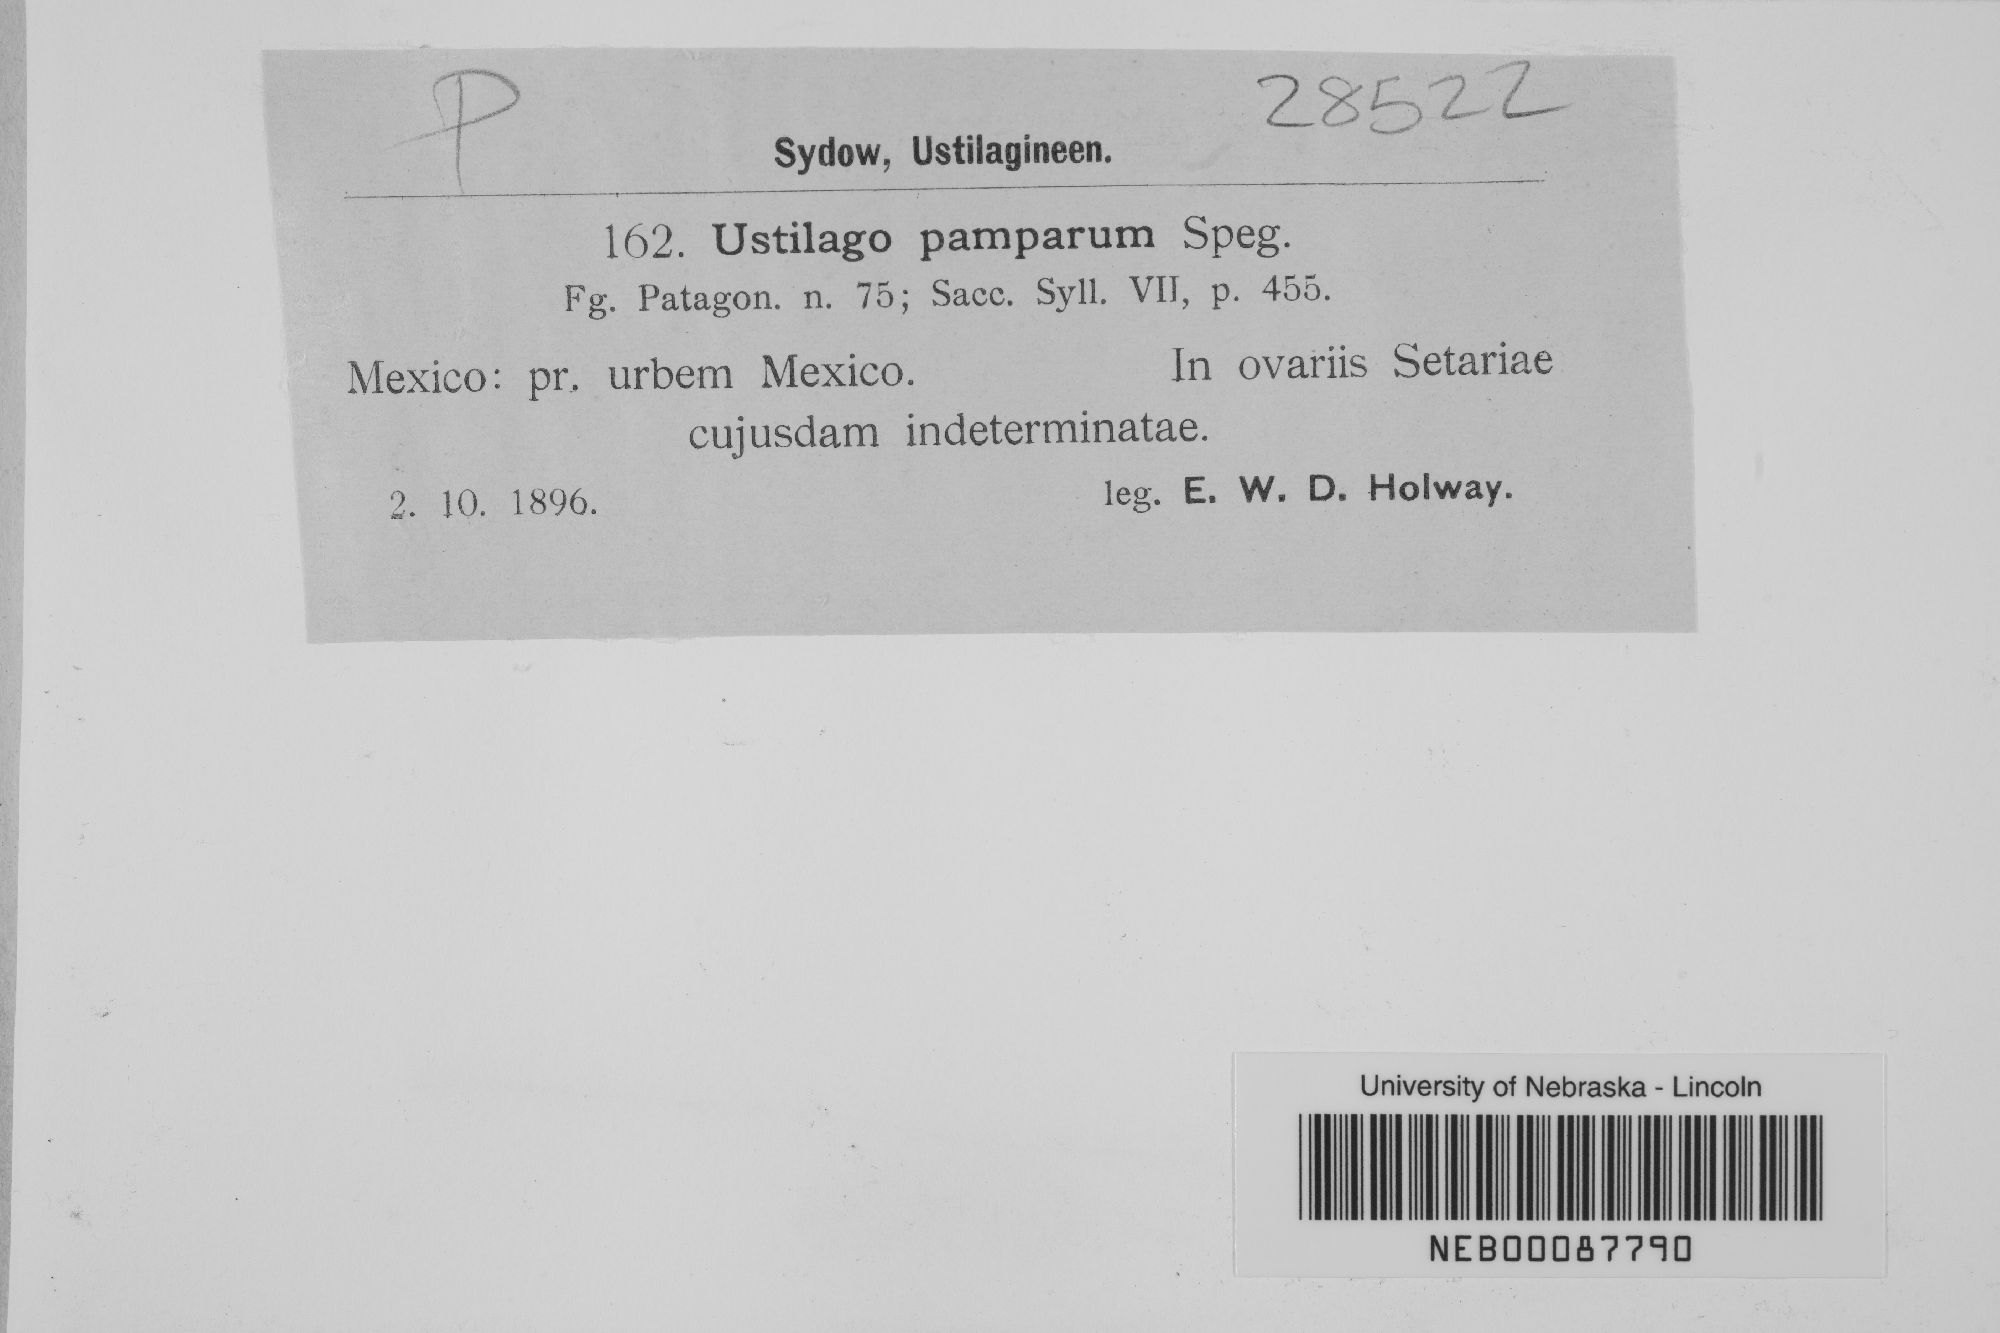 P 28522
Sydow, Ustilagineen.
162. Ustilago pamparum Speg.
Fg. Patagon. n. 75; Sacc. Syll. VII, p. 455.
Mexico: pr. urbem Mexico. In ovariis Setariae
cujusdam indeterminatae.
2. 10. 1896. leg. E. W. D. Holway.
University of Nebraska - Lincoln
NEB00087790